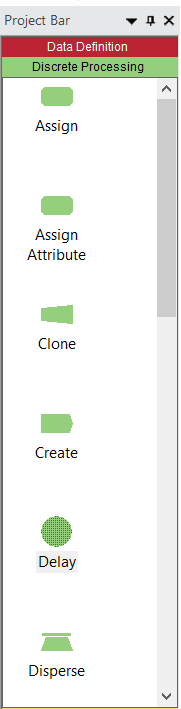 Project Bar
Data Definition
Discrete Processing
Assign
Assign
Attribute
Clone
Create
Delay
Disperse